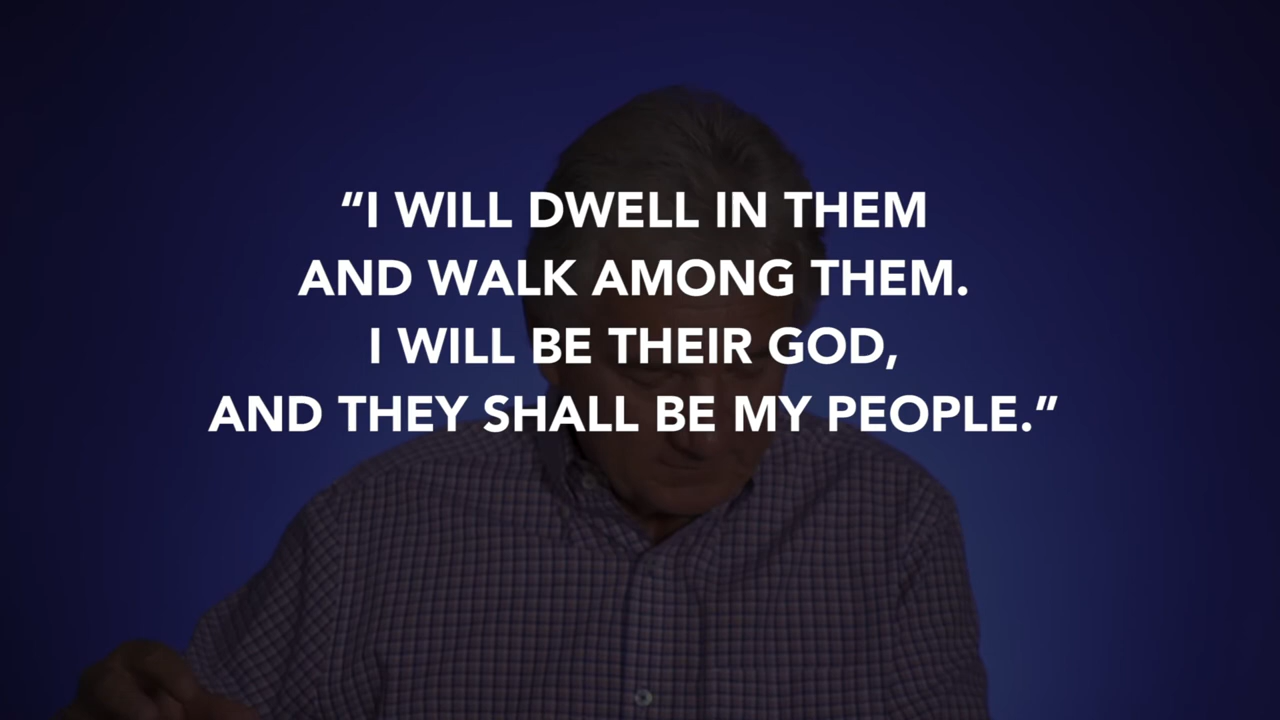 “I WILL DWELL IN THEM
AND WALK AMONG THEM.
I WILL BE THEIR GOD,
AND THEY SHALL BE MY PEOPLE.”